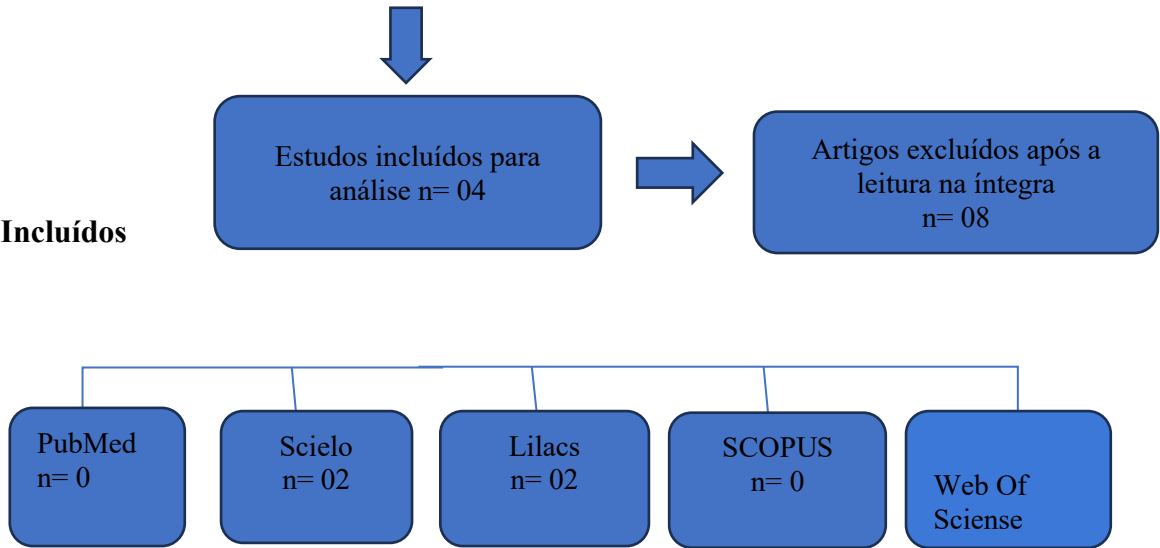 Estudos incluídos para
análise n= 04
Artigos excluídos após a
leitura na íntegra
n= 08
Incluídos
PubMed
n= 0
Scielo
n= 02
Lilacs
n= 02
SCOPUS
n= 0
Web Of
Sciense